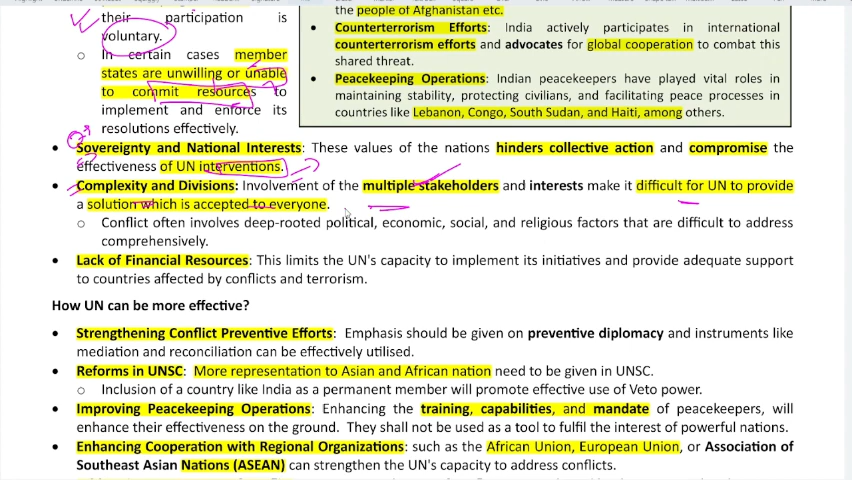 their participation is
voluntary.
o In certain cases member
states are unwilling or unable
to commit resources to
implement and enforce its
resolutions effectively.
the people of Afghanistan etc.
• Counterterrorism Efforts: India actively participates in international
counterterrorism efforts and advocates for global cooperation to combat this
shared threat.
• Peacekeeping Operations: Indian peacekeepers have played vital roles in
maintaining stability, protecting civilians, and facilitating peace processes in
countries like Lebanon, Congo, South Sudan, and Haiti, among others.
• Sovereignty and National Interests: These values of the nations hinders collective action and compromise the
effectiveness of UN interventions.
• Complexity and Divisions: Involvement of the multiple stakeholders and interests make it difficult for UN to provide
a solution which is accepted to everyone.
o Conflict often involves deep-rooted political, economic, social, and religious factors that are difficult to address
comprehensively.
• Lack of Financial Resources: This limits the UN's capacity to implement its initiatives and provide adequate support
to countries affected by conflicts and terrorism.
How UN can be more effective?
• Strengthening Conflict Preventive Efforts: Emphasis should be given on preventive diplomacy and instruments like
mediation and reconciliation can be effectively utilised.
• Reforms in UNSC: More representation to Asian and African nation need to be given in UNSC.
o Inclusion of a country like India as a permanent member will promote effective use of Veto power.
• Improving Peacekeeping Operations: Enhancing the training, capabilities, and mandate of peacekeepers, will
enhance their effectiveness on the ground. They shall not be used as a tool to fulfil the interest of powerful nations.
• Enhancing Cooperation with Regional Organizations: such as the African Union, European Union, or Association of
Southeast Asian Nations (ASEAN) can strengthen the UN's capacity to address conflicts.